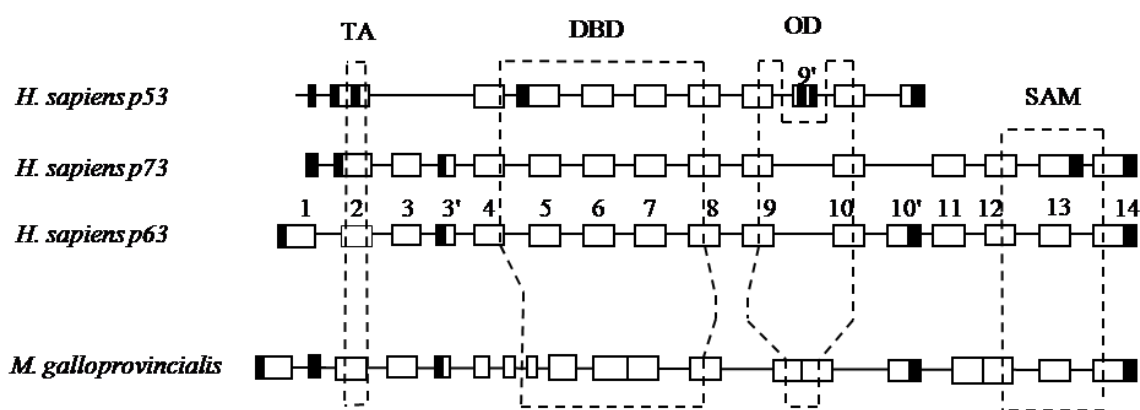 TA DBD OD
9'
H. sapiens p53
SAM
H. sapiens p73
1 2 3 3' 4 5 6 7 8 9 10 10' 11 12 13 14
H. sapiens p63
M. galloprovincialis